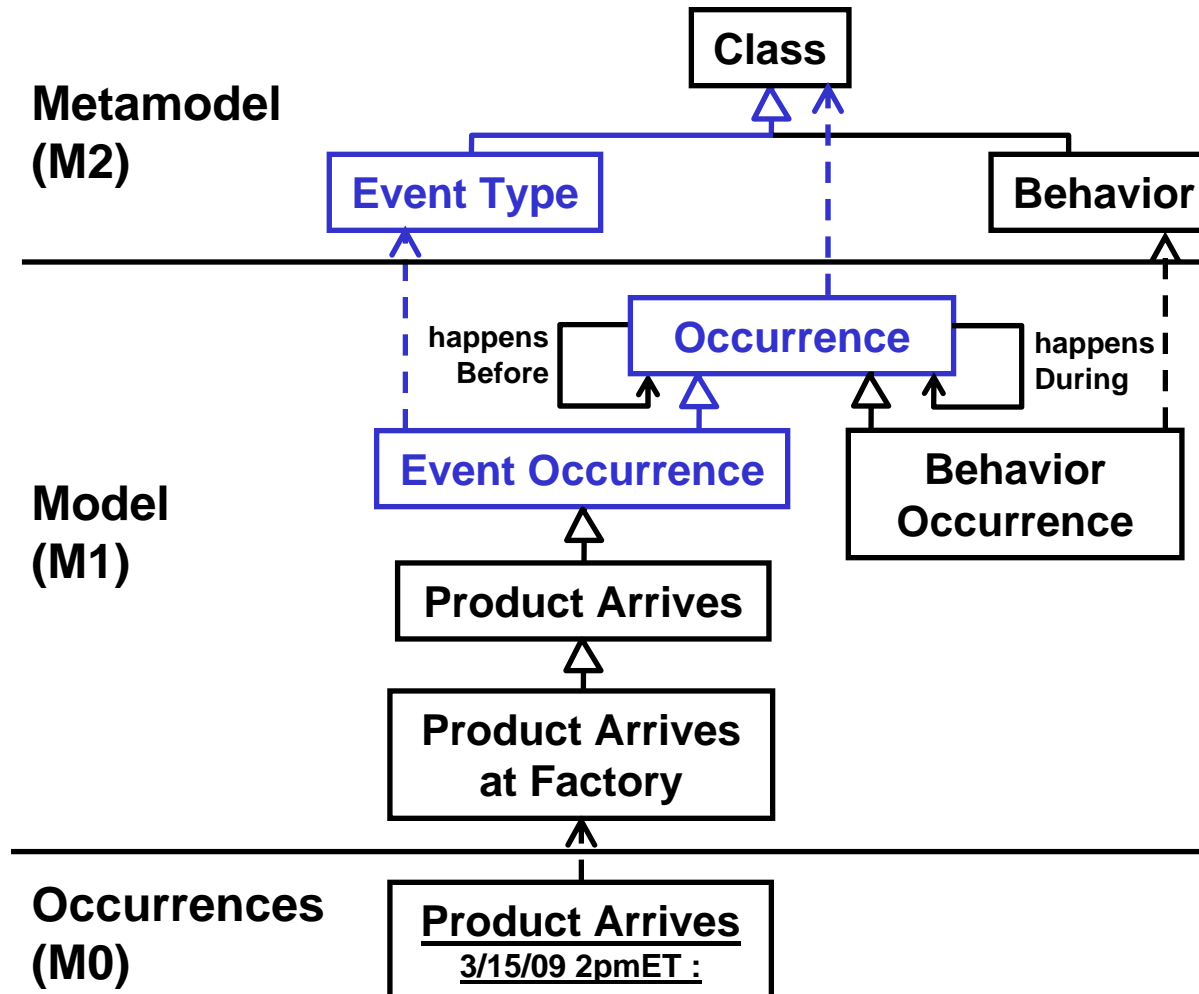 Class
Metamodel
(M2)
Event Type
Behavior
happens
Before
Occurrence
happens
During
Event Occurrence
Behavior
Occurrence
Model
(M1)
Product Arrives
Product Arrives
at Factory
Occurrences
(M0)
Product Arrives
3/15/09 2pmET :